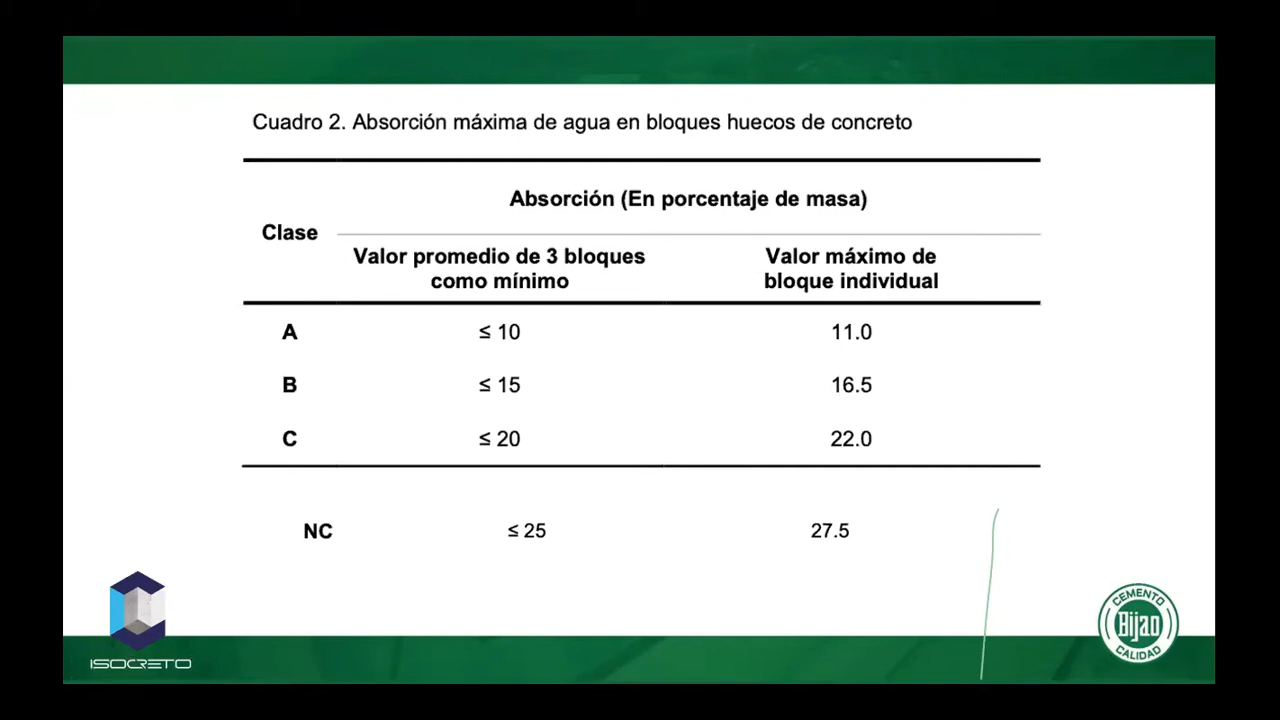 Cuadro 2. Absorción máxima de agua en bloques huecos de concreto
Absorción (En porcentaje de masa)
Clase
Valor promedio de 3 bloques como mínimo
Valor máximo de bloque individual
A ≤ 10 11.0
B ≤ 15 16.5
C ≤ 20 22.0
NC ≤ 25 27.5
ISOCRETO
CEMENTO
Bijao
CALIDAD